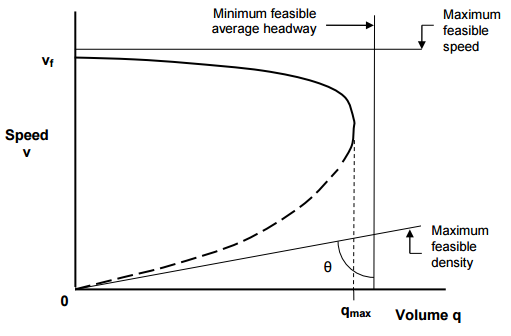 Minimum feasible
average headway
Maximum
feasible
speed
vf
Speed
v
Maximum
feasible
density
θ
0
qmax
Volume q